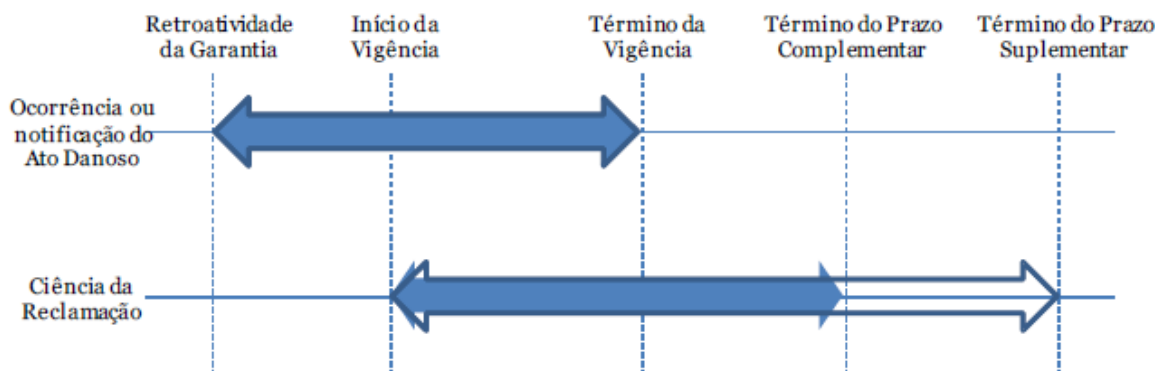 Retroatividade
da Garantia
Início da
Vigência
Término da
Vigência
Término do Prazo
Complementar
Término do Prazo
Suplementar
Ocorrência ou
notificação do
Ato Danoso
Ciência da
Reclamação